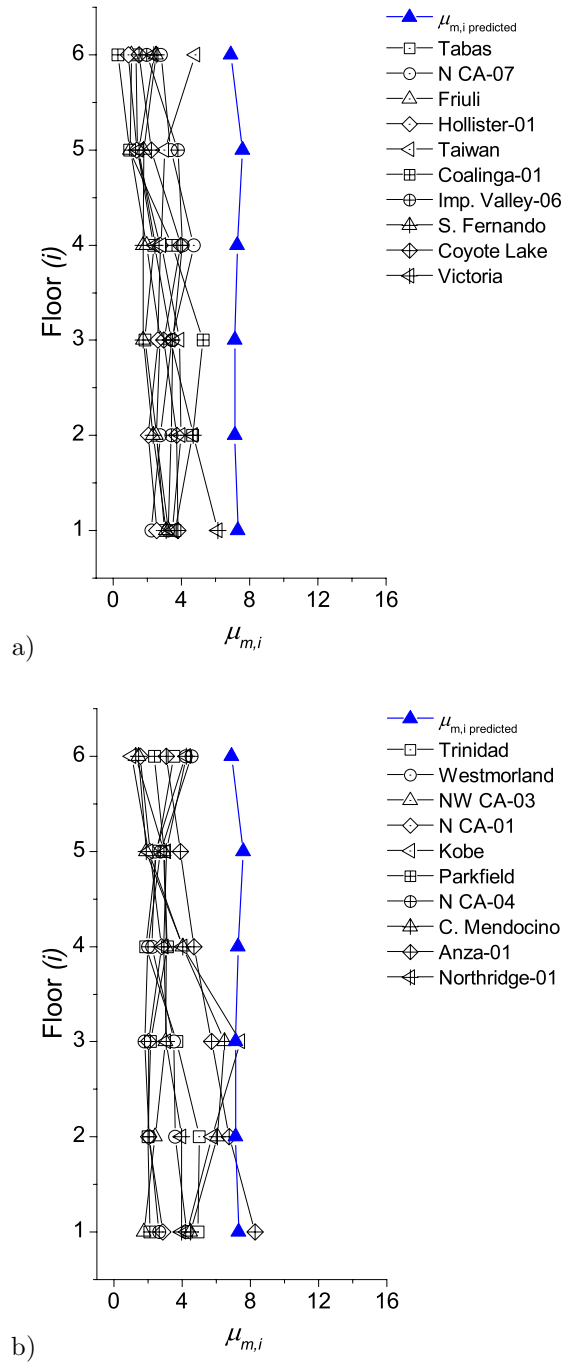 μm,i predicted
Tabas
N CA-07
Friuli
Hollister-01
Taiwan
Coalinga-01
Imp. Valley-06
S. Fernando
Coyote Lake
Victoria
6
5
4
3
2
1
Floor (i)
0 4 8 12 16
μm,i
a)
μm,i predicted
Trinidad
Westmorland
NW CA-03
N CA-01
Kobe
Parkfield
N CA-04
C. Mendocino
Anza-01
Northridge-01
6
5
4
3
2
1
Floor (i)
0 4 8 12 16
μm,i
b)